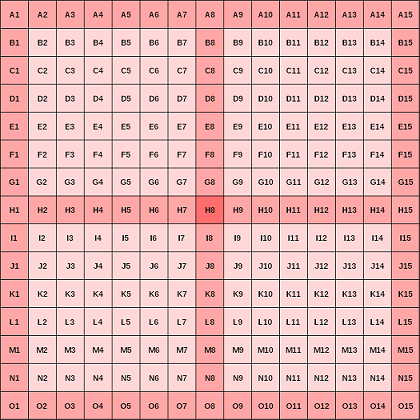 A1 A2 A3 A4 A5 A6 A7 A8 A9 A10 A11 A12 A13 A14 A15
B1 B2 B3 B4 B5 B6 B7 B8 B9 B10 B11 B12 B13 B14 B15
C1 C2 C3 C4 C5 C6 C7 C8 C9 C10 C11 C12 C13 C14 C15
D1 D2 D3 D4 D5 D6 D7 D8 D9 D10 D11 D12 D13 D14 D15
E1 E2 E3 E4 E5 E6 E7 E8 E9 E10 E11 E12 E13 E14 E15
F1 F2 F3 F4 F5 F6 F7 F8 F9 F10 F11 F12 F13 F14 F15
G1 G2 G3 G4 G5 G6 G7 G8 G9 G10 G11 G12 G13 G14 G15
H1 H2 H3 H4 H5 H6 H7 H8 H9 H10 H11 H12 H13 H14 H15
I1 I2 I3 I4 I5 I6 I7 I8 I9 I10 I11 I12 I13 I14 I15
J1 J2 J3 J4 J5 J6 J7 J8 J9 J10 J11 J12 J13 J14 J15
K1 K2 K3 K4 K5 K6 K7 K8 K9 K10 K11 K12 K13 K14 K15
L1 L2 L3 L4 L5 L6 L7 L8 L9 L10 L11 L12 L13 L14 L15
M1 M2 M3 M4 M5 M6 M7 M8 M9 M10 M11 M12 M13 M14 M15
N1 N2 N3 N4 N5 N6 N7 N8 N9 N10 N11 N12 N13 N14 N15
O1 O2 O3 O4 O5 O6 O7 O8 O9 O10 O11 O12 O13 O14 O15